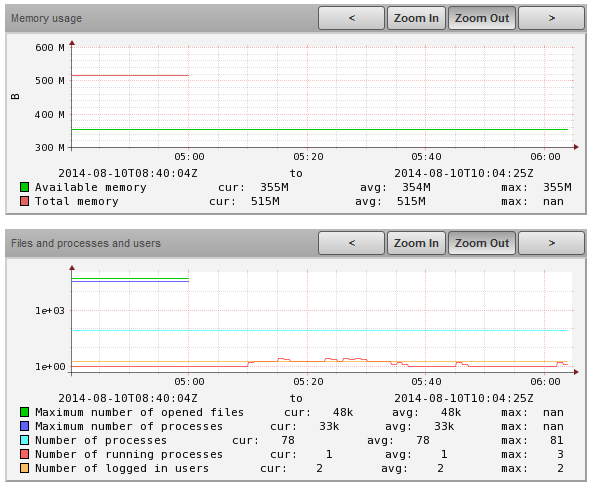 Memory usage < Zoom In Zoom Out >
600 M
500 M
B
400 M
300 M
05:00 05:20 05:40 06:00
2014-08-10T08:40:04Z to 2014-08-10T10:04:25Z
Available memory cur: 355M avg: 354M max: 355M
Total memory cur: 515M avg: 515M max: nan
Files and processes and users < Zoom In Zoom Out >
1e+03
1e+00
05:00 05:20 05:40 06:00
2014-08-10T08:40:04Z to 2014-08-10T10:04:25Z
Maximum number of opened files cur: 48k avg: 48k max: nan
Maximum number of processes cur: 33k avg: 33k max: nan
Number of processes cur: 78 avg: 78 max: 81
Number of running processes cur: 1 avg: 1 max: 3
Number of logged in users cur: 2 avg: 2 max: 2